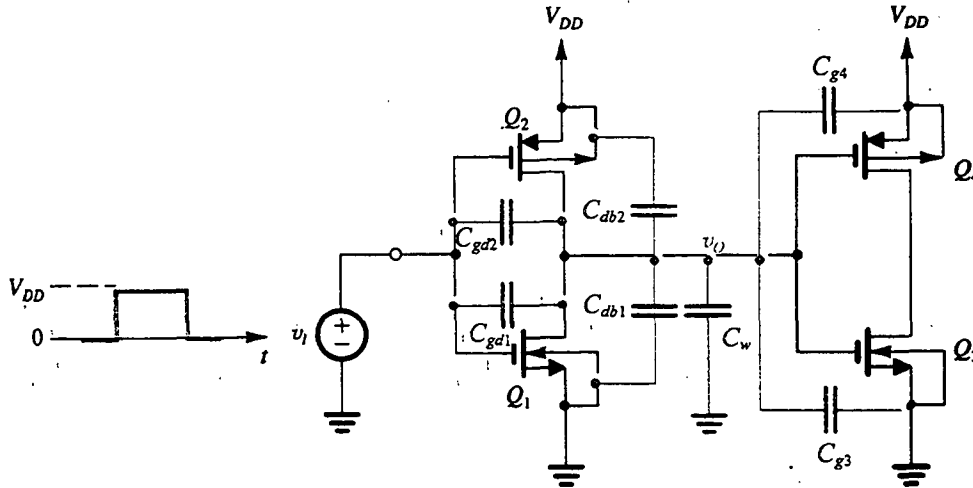 V_DD
V_DD
C_g4
Q_2
C_gd2
C_db2
v_O
V_DD
0
t
v_I
C_gd1
C_db1
C_w
Q_1
C_g3